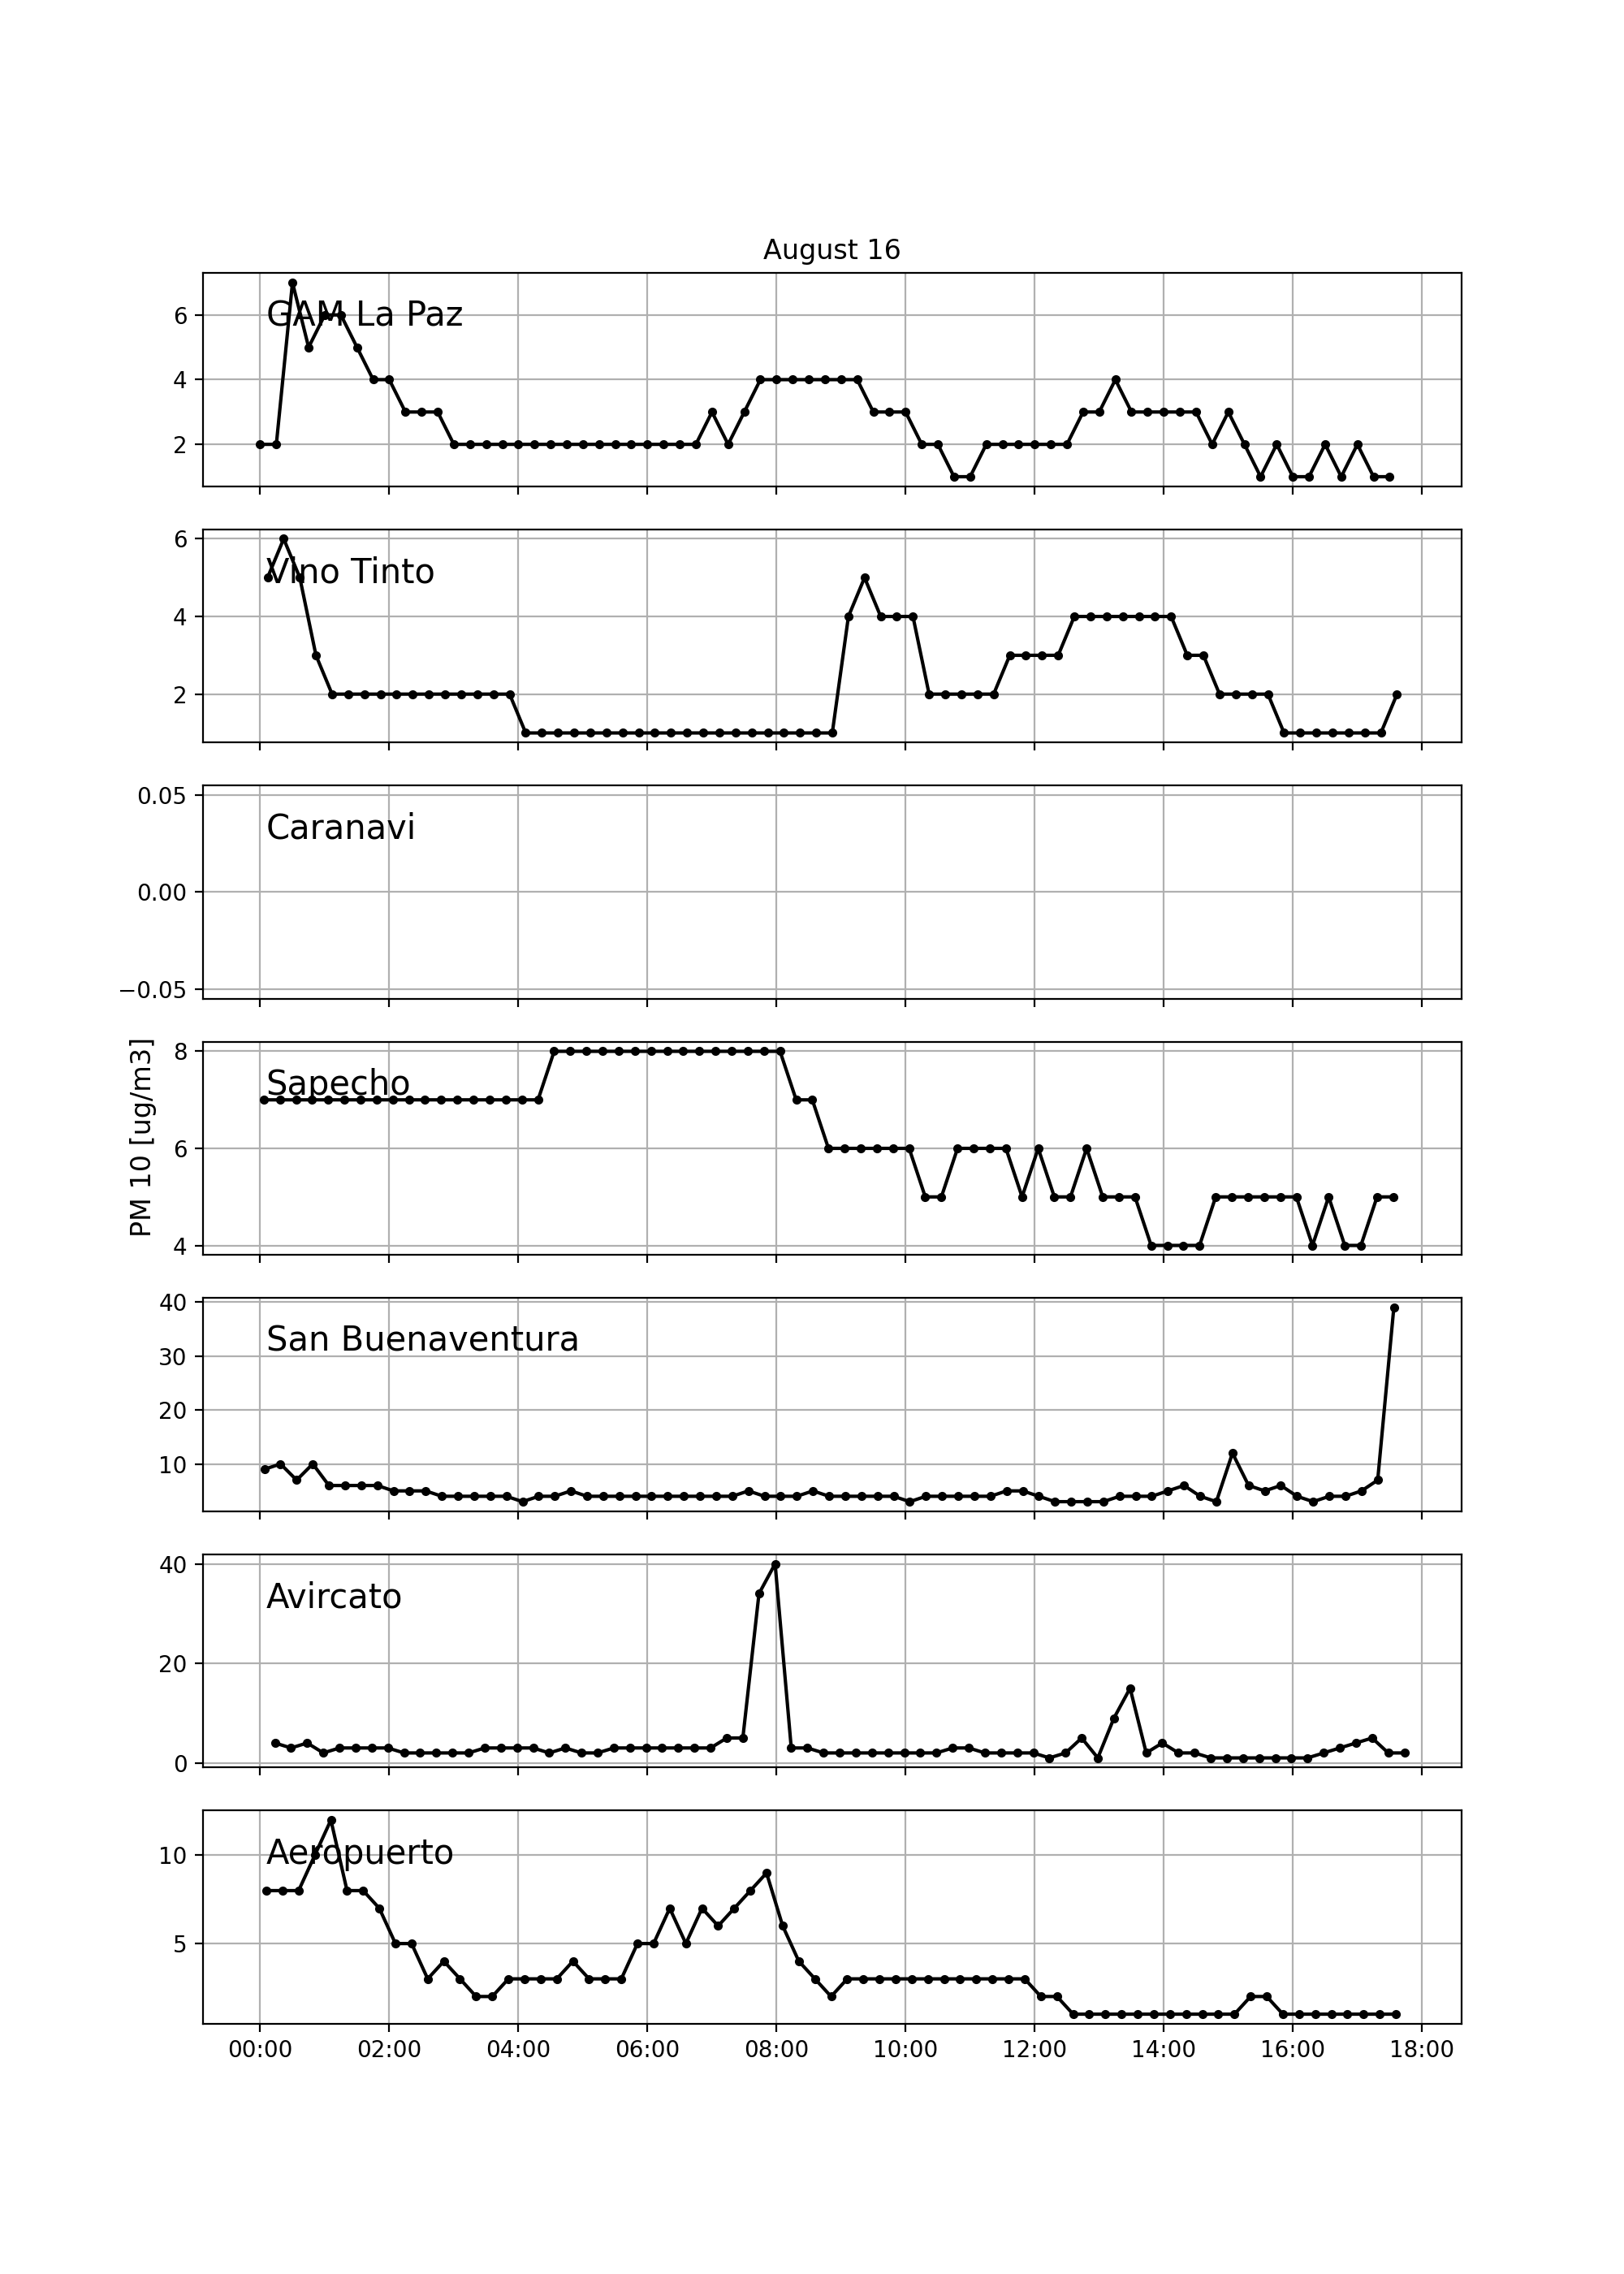 August 16
GAM La Paz
6
4
2
Vino Tinto
6
4
2
Caranavi
0.05
0.00
−0.05
PM 10 [ug/m3]
Sapecho
8
6
4
San Buenaventura
40
30
20
10
Avircato
40
20
0
Aeropuerto
10
5
00:00 02:00 04:00 06:00 08:00 10:00 12:00 14:00 16:00 18:00